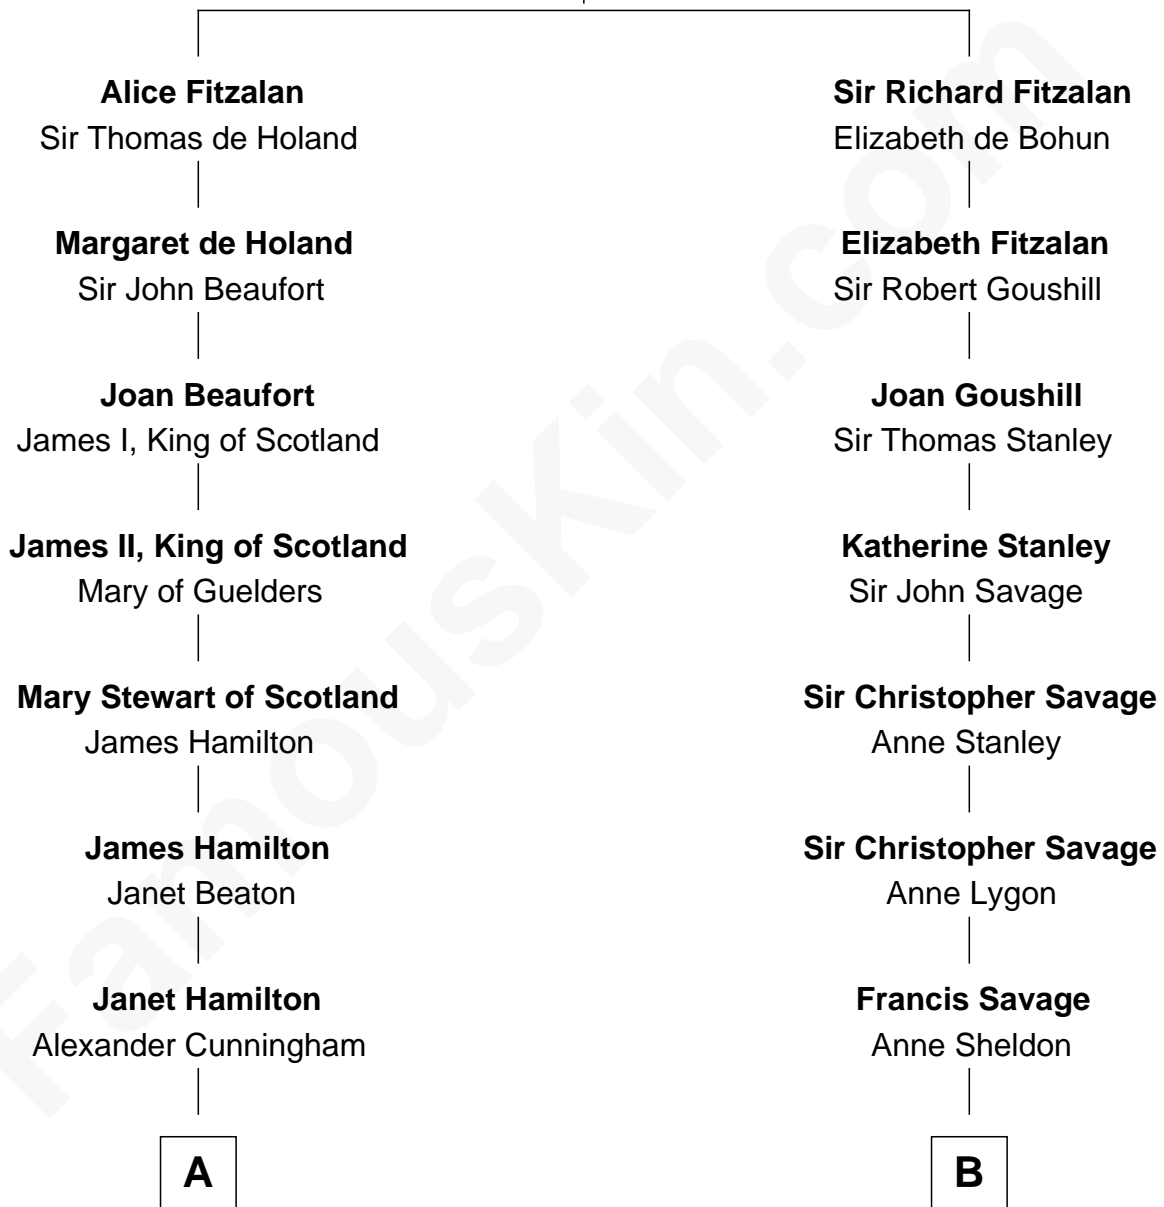 Alice Fitzalan
Sir Thomas de Holand
Sir Richard Fitzalan
Elizabeth de Bohun
Margaret de Holand
Sir John Beaufort
Elizabeth Fitzalan
Sir Robert Goushill
Joan Beaufort
James I, King of Scotland
Joan Goushill
Sir Thomas Stanley
James II, King of Scotland
Mary of Guelders
Katherine Stanley
Sir John Savage
Mary Stewart of Scotland
James Hamilton
Sir Christopher Savage
Anne Stanley
James Hamilton
Janet Beaton
Sir Christopher Savage
Anne Lygon
Janet Hamilton
Alexander Cunningham
Francis Savage
Anne Sheldon
A
B
FamousKin.com